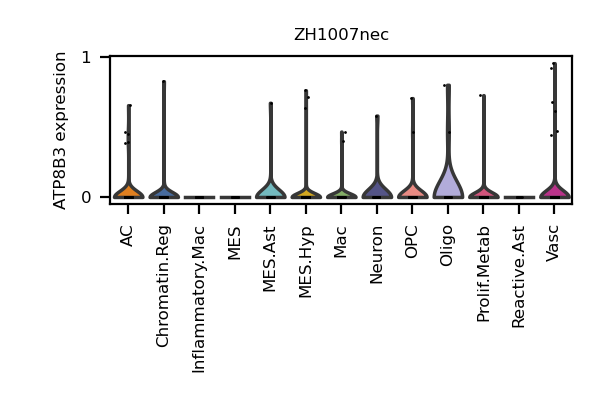 ZH1007nec
ATP8B3 expression
1
0
AC
Chromatin.Reg
Inflammatory.Mac
MES
MES.Ast
MES.Hyp
Mac
Neuron
OPC
Oligo
Prolif.Metab
Reactive.Ast
Vasc